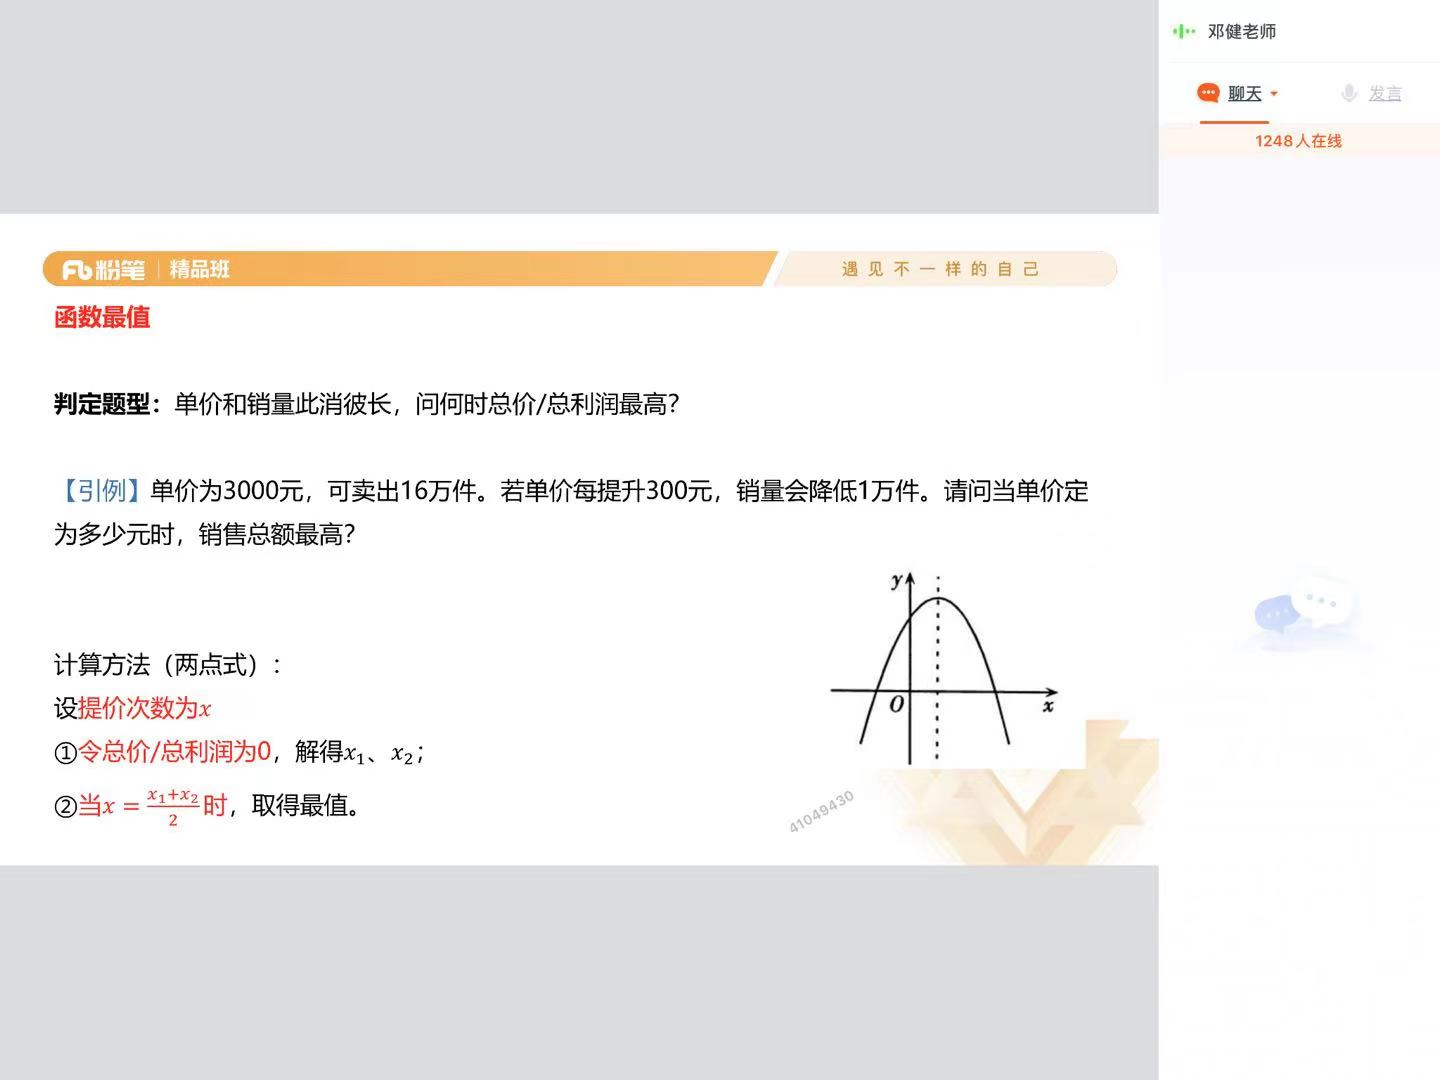 邓健老师
聊天
发言
1248人在线
粉笔 精品班
遇见不一样的自己
函数最值
判定题型：单价和销量此消彼长，问何时总价/总利润最高？
【引例】单价为3000元，可卖出16万件。若单价每提升300元，销量会降低1万件。请问当单价定
为多少元时，销售总额最高？
y
O
x
计算方法（两点式）：
设提价次数为x
①令总价/总利润为0，解得x₁、x₂；
②当x = (x₁+x₂)/2 时，取得最值。
41049430